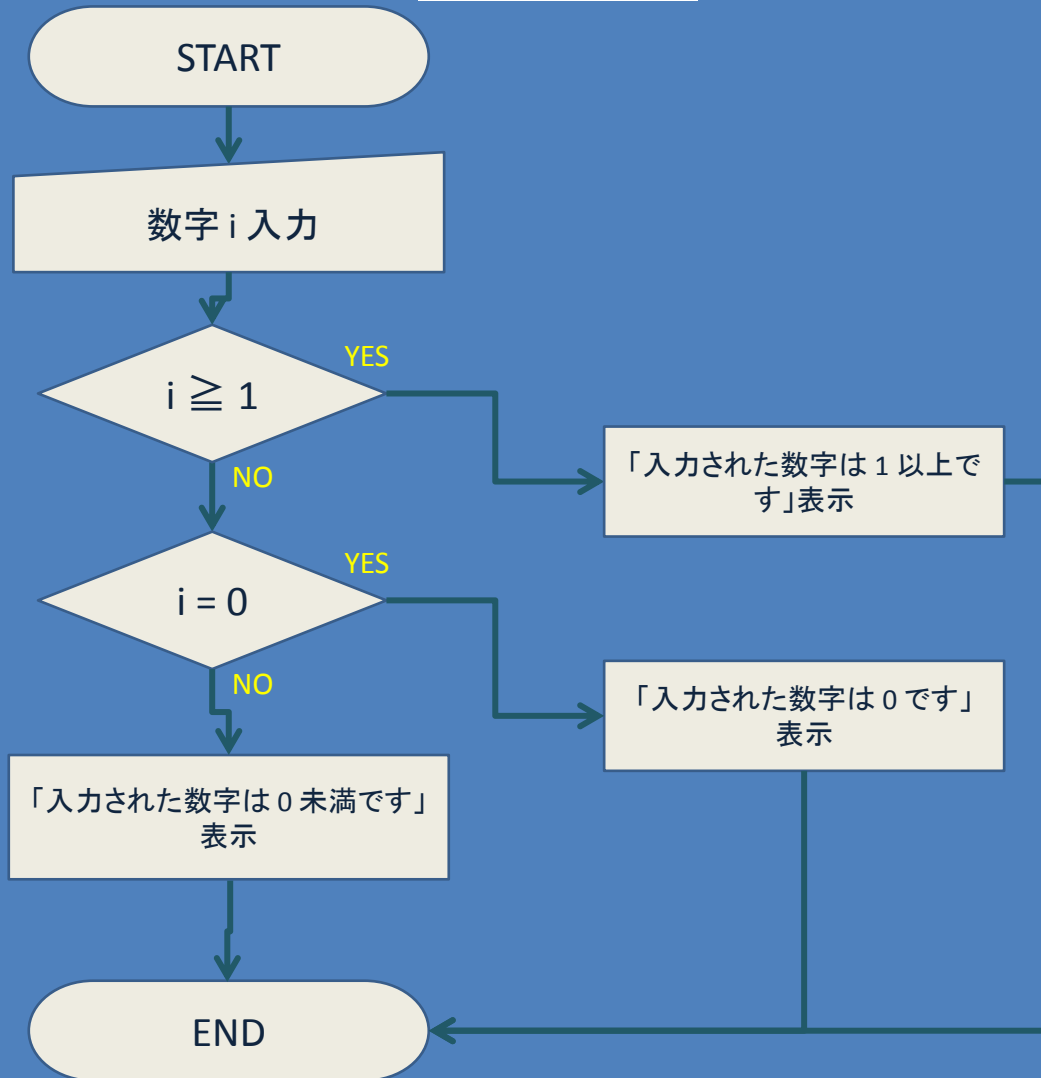 START
数字 i 入力
i ≧ 1
YES
「入力された数字は 1 以上で
す」表示
NO
i = 0
YES
「入力された数字は 0 です」
表示
NO
「入力された数字は 0 未満です」
表示
END